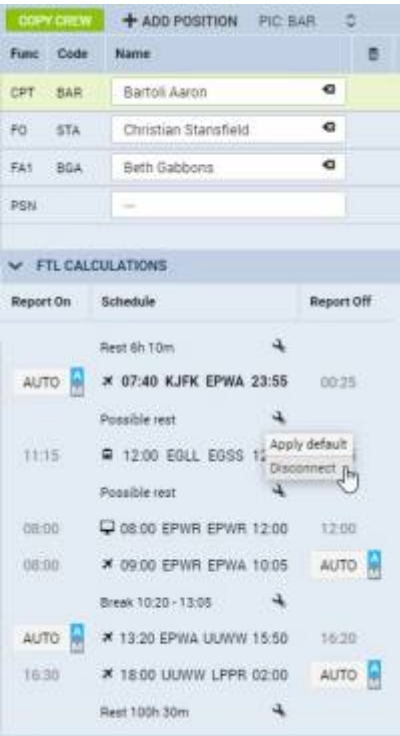 COPY CREW + ADD POSITION PIC: BAR
Func Code Name
CPT BAR Bartoli Aaron
FO STA Christian Stansfield
FA1 BGA Beth Gabbons
PSN —
FTL CALCULATIONS
Report On Schedule Report Off
Rest 6h 10m
AUTO A 07:40 KJFK EPWA 23:55 00:25
Possible rest
Apply default
11:15 12:00 EGLL EGSS
Disconnect
Possible rest
08:00 08:00 EPWR EPWR 12:00 12:00
08:00 09:00 EPWR EPWA 10:05 AUTO A
Break 10:20 - 13:05
AUTO A 13:20 EPWA UUWW 15:50 16:20
16:30 18:00 UUWW LPPR 02:00 AUTO A
Rest 100h 30m